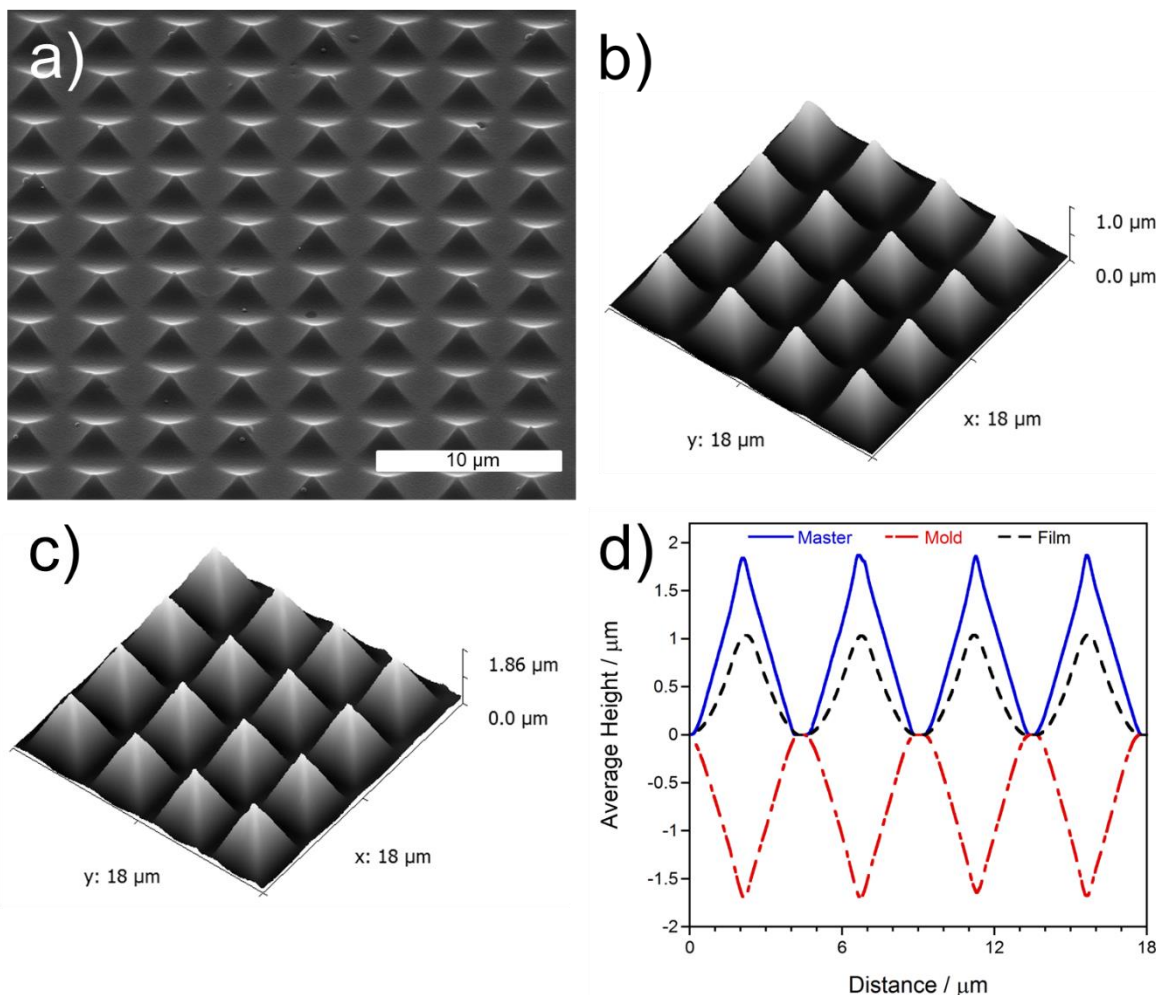 a)
10 µm
b)
1.0 µm
0.0 µm
x: 18 µm
y: 18 µm
c)
1.86 µm
0.0 µm
x: 18 µm
y: 18 µm
d)
Master Mold Film
2
1.5
1
0.5
0
-0.5
-1
-1.5
-2
0 6 12 18
Average Height / µm
Distance / µm